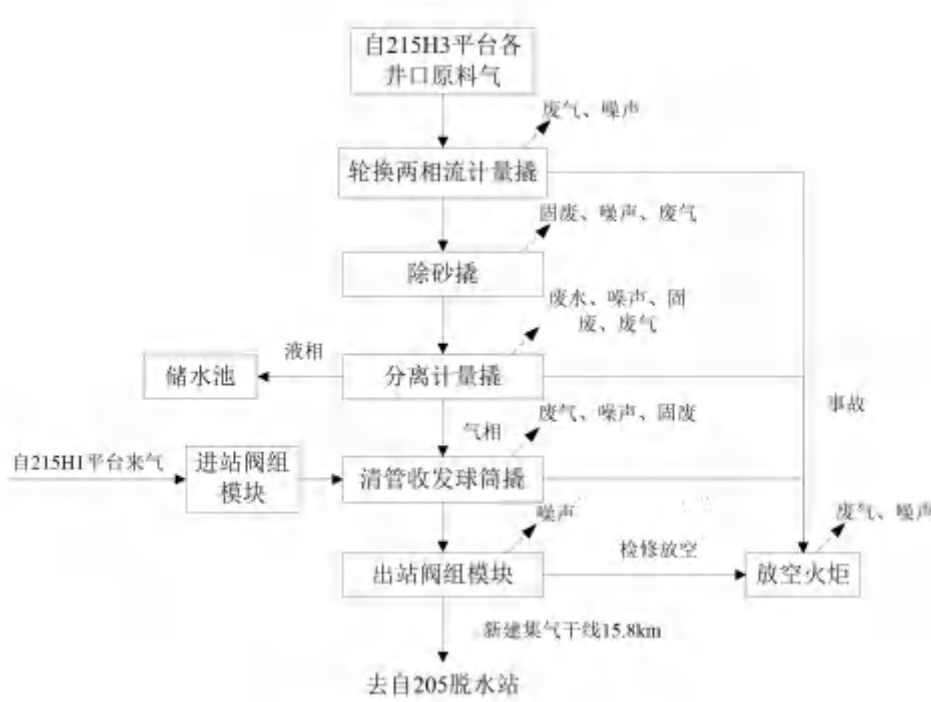 自215H3平台各
井口原料气
废气、噪声
轮换两相流计量撬
固废、噪声、废气
除砂撬
废水、噪声、固
废、废气
液相
储水池
分离计量撬
事故
气相
废气、噪声、固废
自215H1平台来气
进站阀组
模块
清管收发球筒撬
噪声
废气、噪声
检修放空
出站阀组模块
放空火炬
新建集气干线15.8km
去自205脱水站